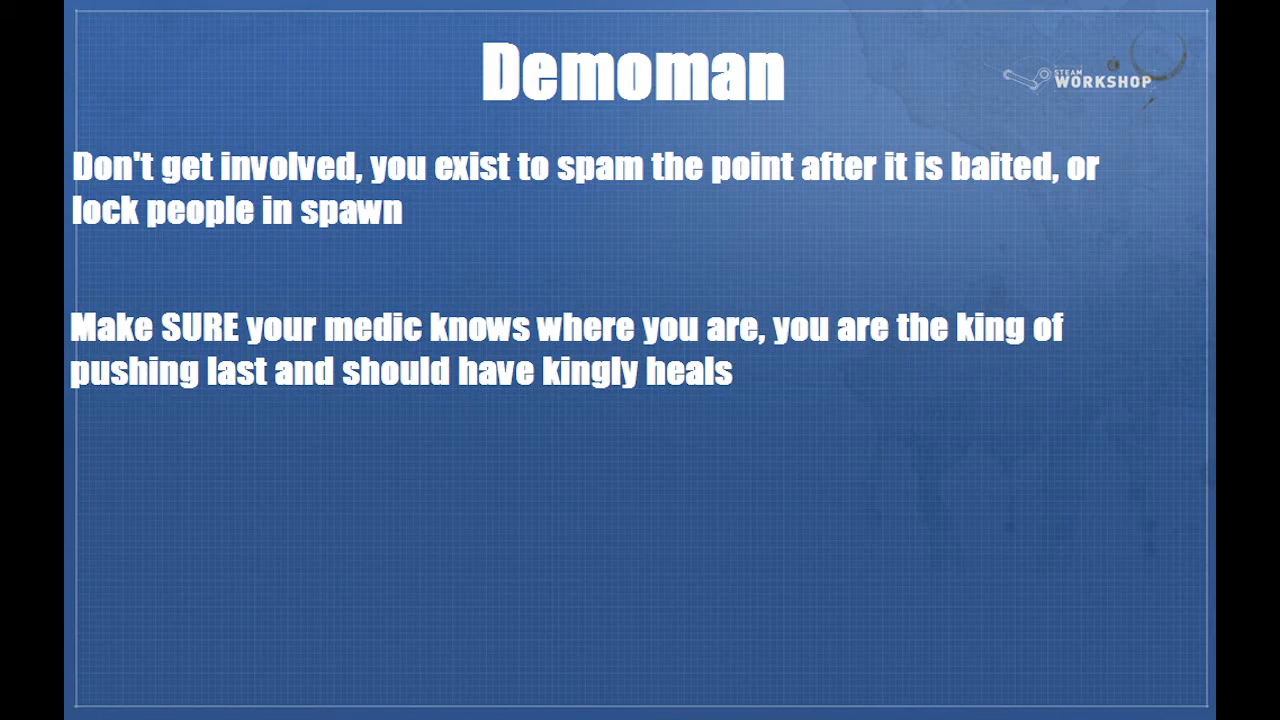 Demoman
STEAM
WORKSHOP
Don't get involved, you exist to spam the point after it is baited, or
lock people in spawn
Make SURE your medic knows where you are, you are the king of
pushing last and should have kingly heals